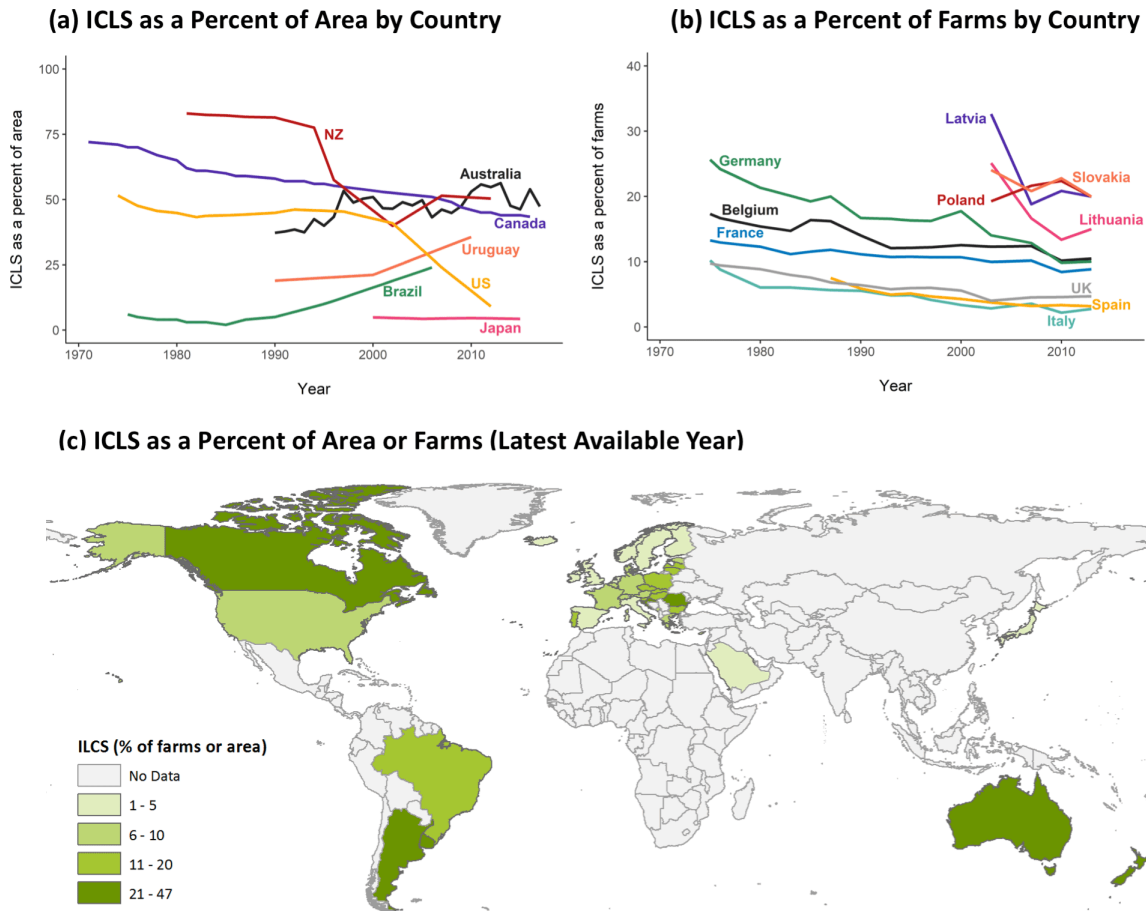 (a) ICLS as a Percent of Area by Country
ICLS as a percent of area
100
75
50
25
0
NZ
Australia
Canada
Uruguay
US
Brazil
Japan
1970
1980
1990
2000
2010
Year
(b) ICLS as a Percent of Farms by Country
ICLS as a percent of farms
40
30
20
10
0
Latvia
Germany
Slovakia
Poland
Belgium
Lithuania
France
UK
Spain
Italy
1970
1980
1990
2000
2010
Year
(c) ICLS as a Percent of Area or Farms (Latest Available Year)
ILCS (% of farms or area)
No Data
1 - 5
6 - 10
11 - 20
21 - 47